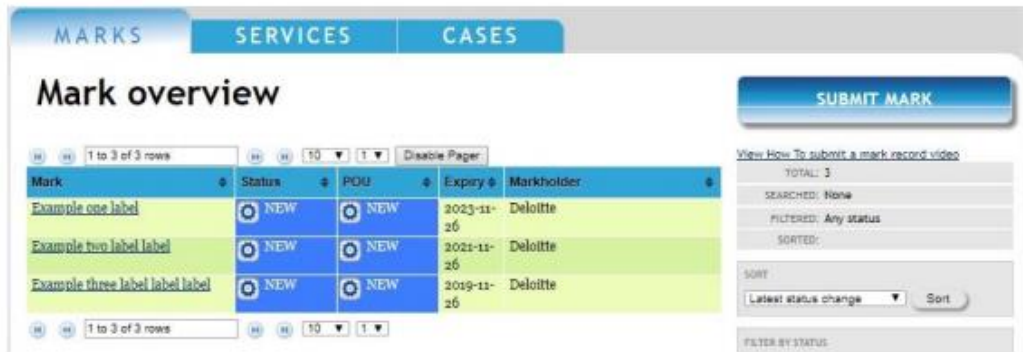 MARKS SERVICES CASES
Mark overview
SUBMIT MARK
1 to 3 of 3 rows 10 1 Disable Pager
Mark Status POU Expiry Markholder
Example one label NEW NEW 2023-11-
26 Deloitte
Example two label label NEW NEW 2021-11-
26 Deloitte
Example three label label label NEW NEW 2019-11-
26 Deloitte
1 to 3 of 3 rows 10 1
View How To submit a mark record video
TOTAL: 3
SEARCHED: None
FILTERED: Any status
SORTED:
SORT
Latest status change Sort
FILTER BY STATUS